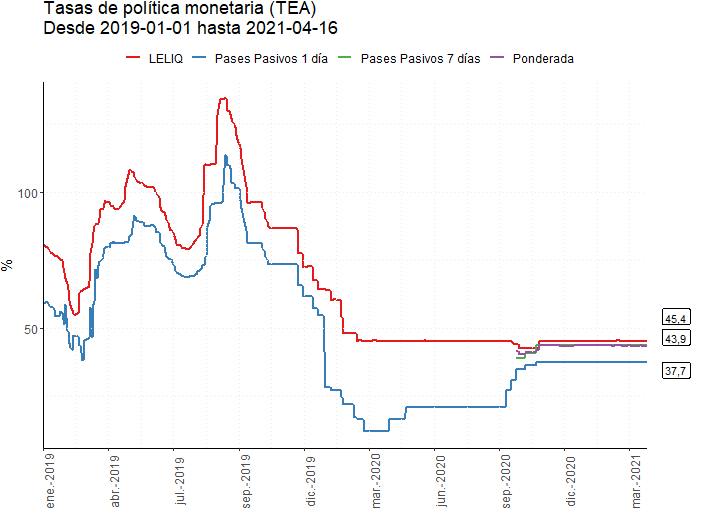 Tasas de política monetaria (TEA)
Desde 2019-01-01 hasta 2021-04-16
LELIQ Pases Pasivos 1 día Pases Pasivos 7 días Ponderada
100
50
%
45,4
43,9
37,7
ene.-2019
abr.-2019
jul.-2019
sep.-2019
dic.-2019
mar.-2020
jun.-2020
sep.-2020
dic.-2020
mar.-2021